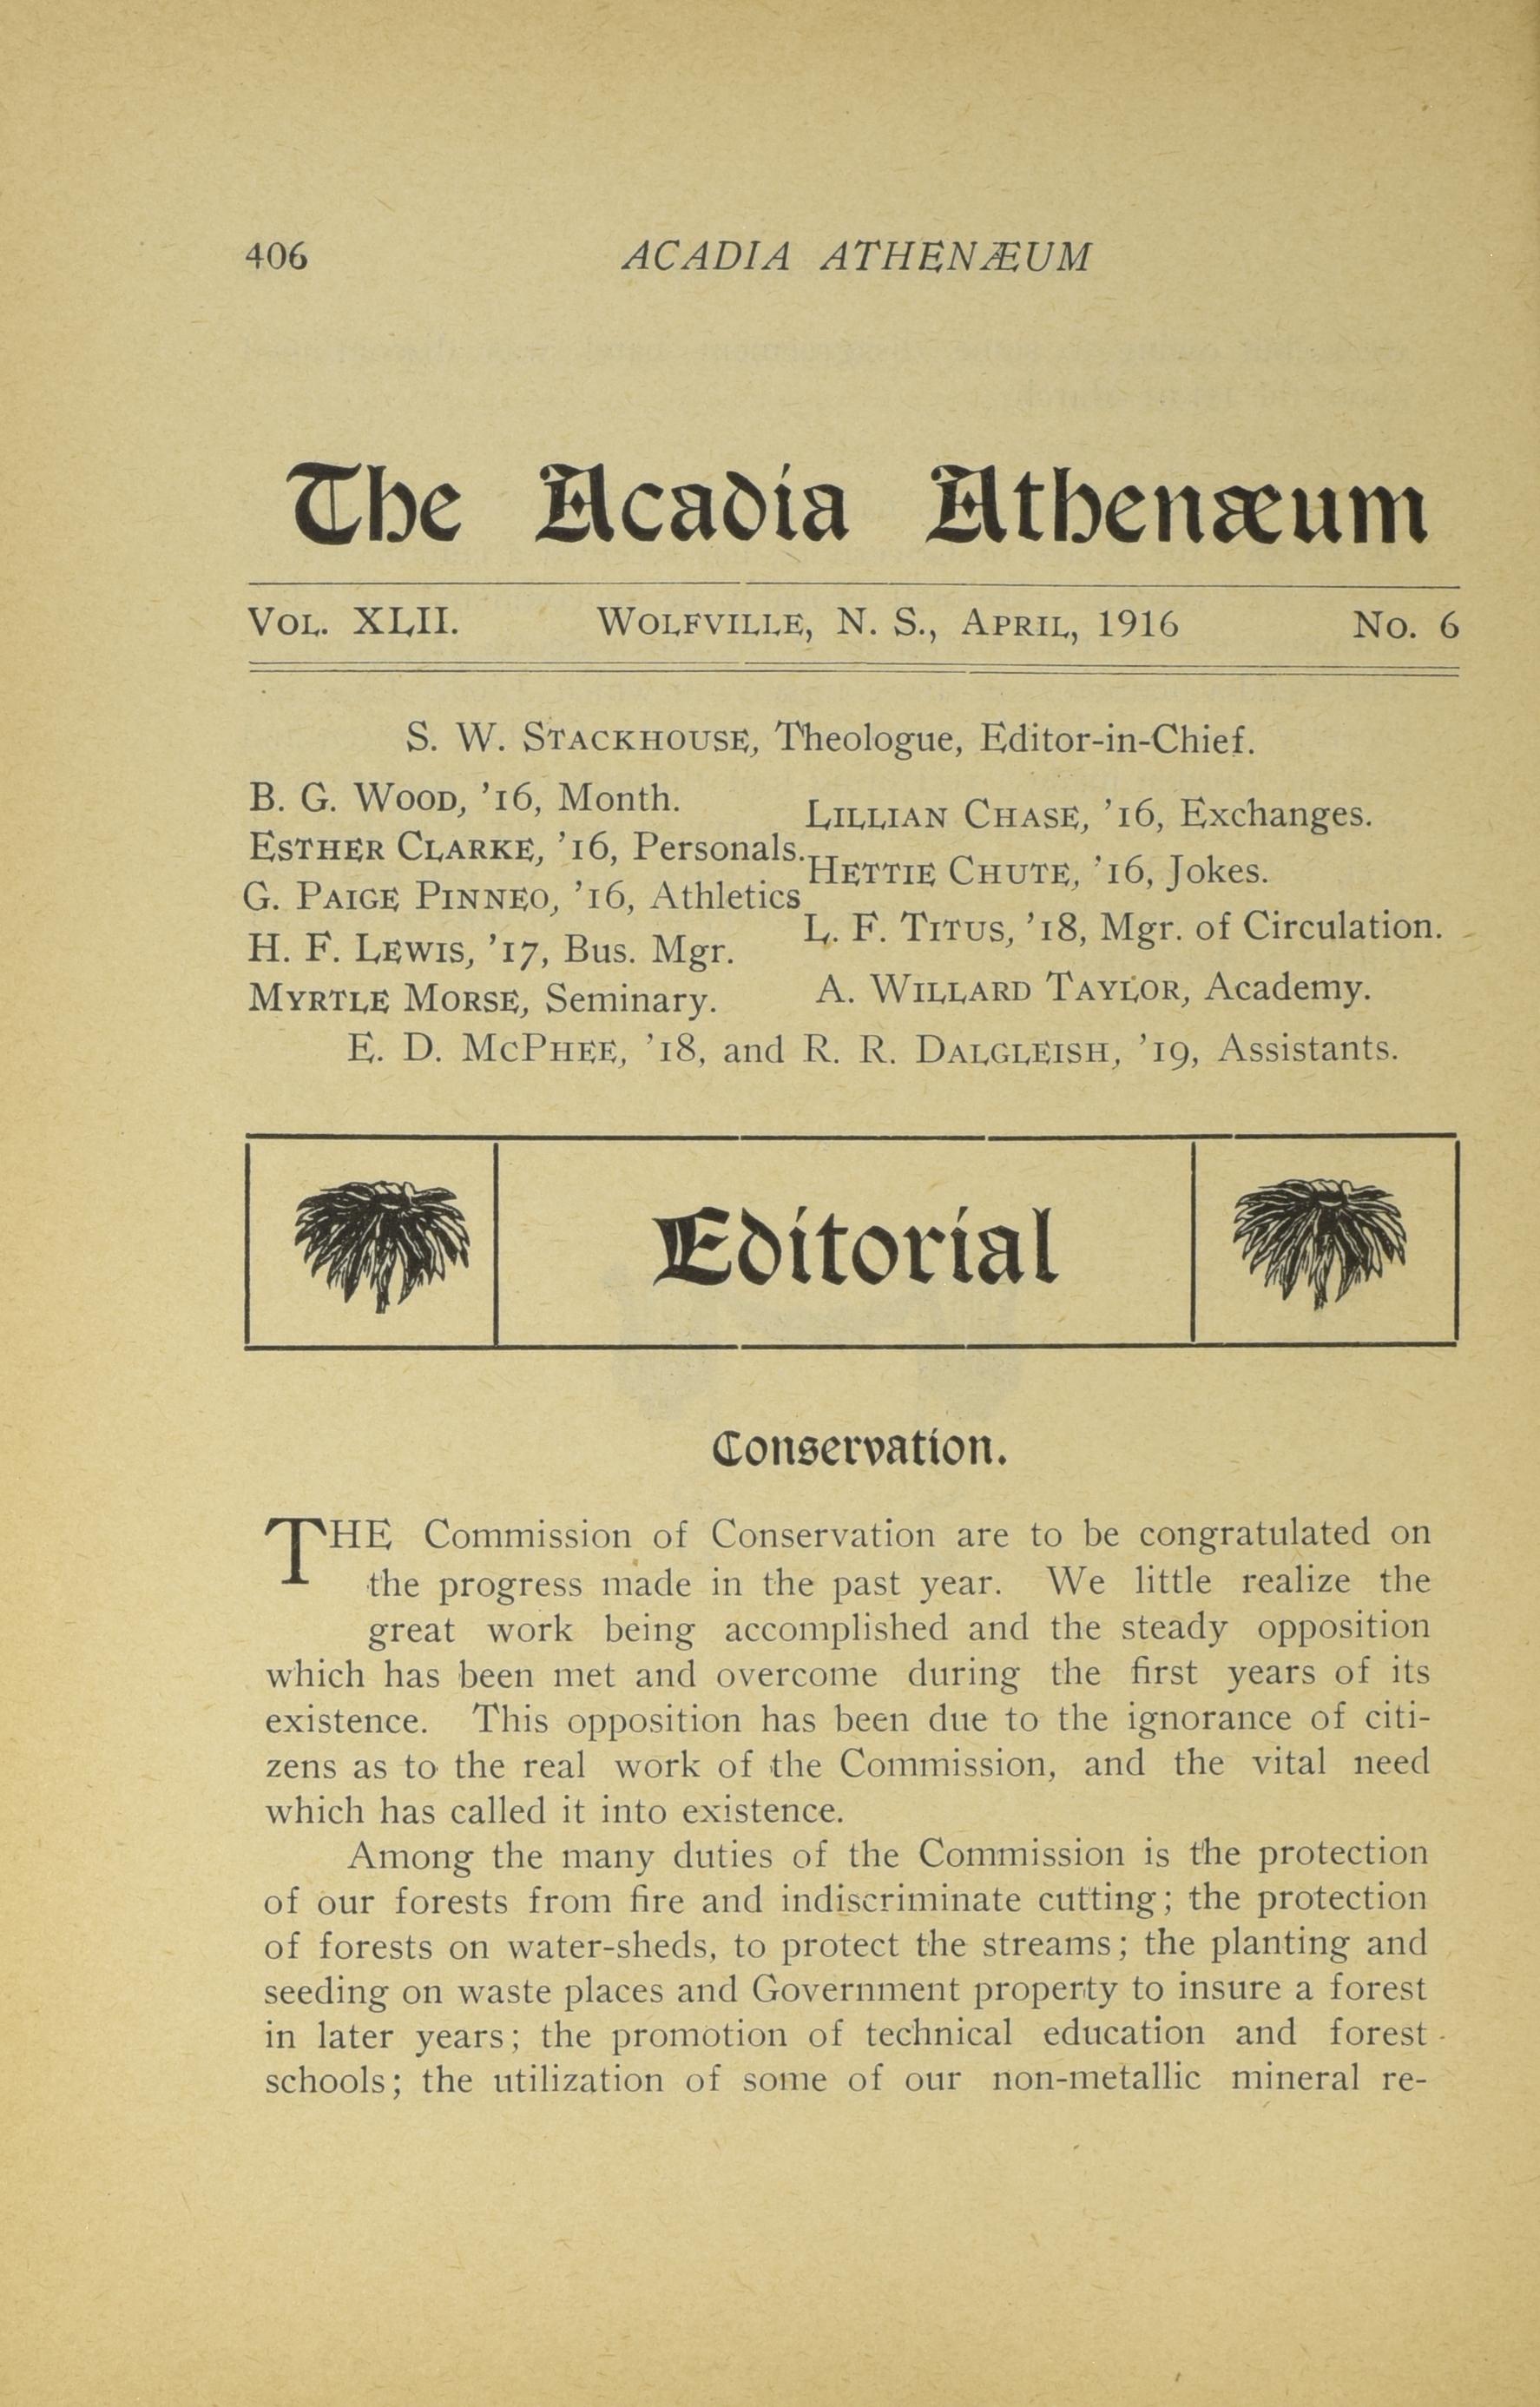 406
ACADIA ATHENÆUM
The Acadia Athenæum
VOL. XLII.
WOLFVILLE, N. S., APRIL, 1916
NO. 6
S. W. STACKHOUSE, Theologue, Editor-in-Chief.
B. G. WOOD, '16, Month.
ESTHER CLARKE, '16, Personals.
G. PAIGE PINNEO, '16, Athletics
H. F. LEWIS, '17, Bus. Mgr.
MYRTLE MORSE, Seminary.
LILLIAN CHASE, '16, Exchanges.
HETTIE CHUTE, '16, Jokes.
L. F. TITUS, '18, Mgr. of Circulation.
A. WILLARD TAYLOR, Academy.
E. D. MCPHEE, '18, and R. R. DALGLEISH, '19, Assistants.
Editorial
Conservation.
THE Commission of Conservation are to be congratulated on
the progress made in the past year. We little realize the
great work being accomplished and the steady opposition
which has been met and overcome during the first years of its
existence. This opposition has been due to the ignorance of citi-
zens as to the real work of the Commission, and the vital need
which has called it into existence.
Among the many duties of the Commission is the protection
of our forests from fire and indiscriminate cutting; the protection
of forests on water-sheds, to protect the streams; the planting and
seeding on waste places and Government property to insure a forest
in later years; the promotion of technical education and forest
schools; the utilization of some of our non-metallic mineral re-